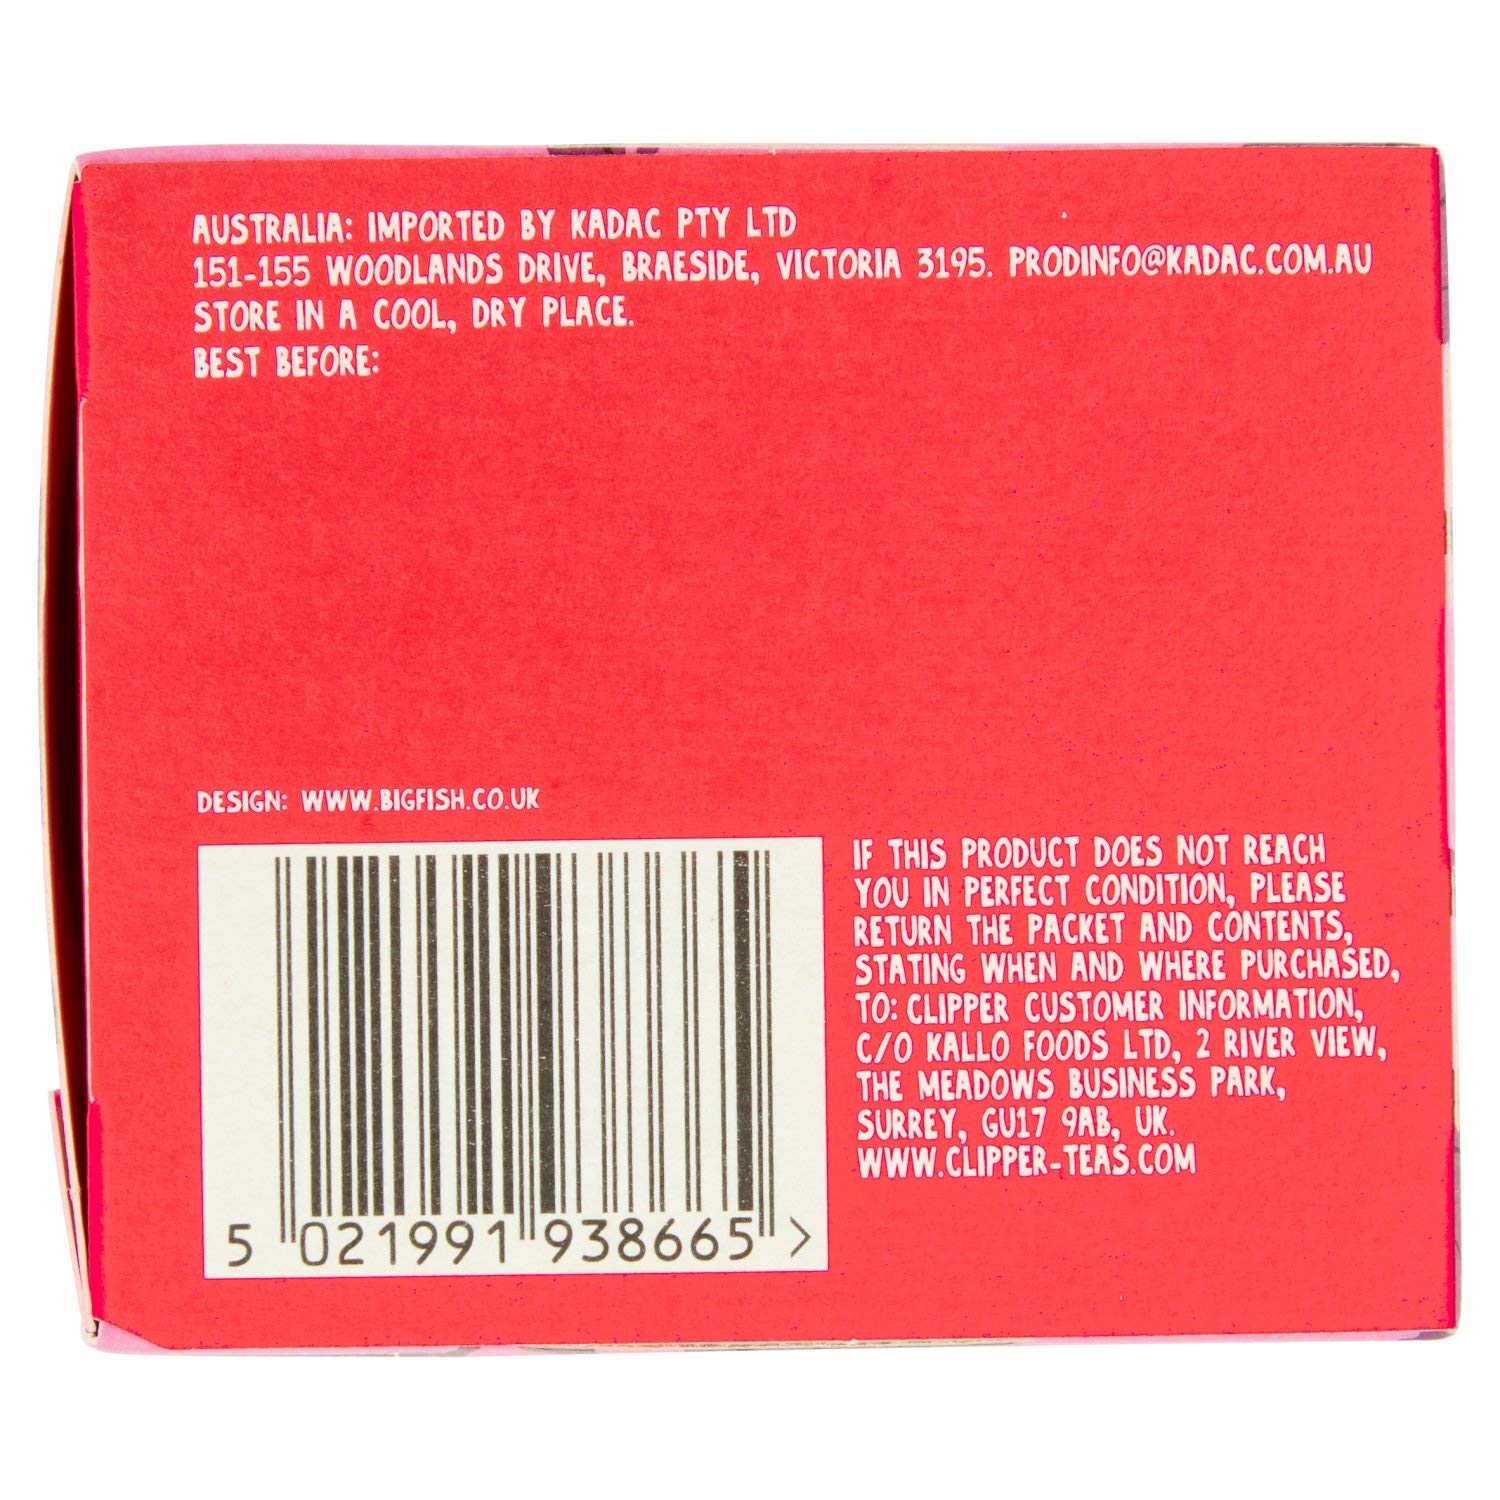 AUSTRALIA: IMPORTED BY KADAC PTY LTD
151-155 WOODLANDS DRIVE, BRAESIDE, VICTORIA 3195. PRODINFO@KADAC.COM.AU
STORE IN A COOL, DRY PLACE.
BEST BEFORE:
DESIGN: WWW.BIGFISH.CO.UK
IF THIS PRODUCT DOES NOT REACH
YOU IN PERFECT CONDITION, PLEASE
RETURN THE PACKET AND CONTENTS,
STATING WHEN AND WHERE PURCHASED,
TO: CLIPPER CUSTOMER INFORMATION,
C/O KALLO FOODS LTD, 2 RIVER VIEW,
THE MEADOWS BUSINESS PARK,
SURREY, GU17 9AB, UK.
WWW.CLIPPER-TEAS.COM
5 021991 938665 >